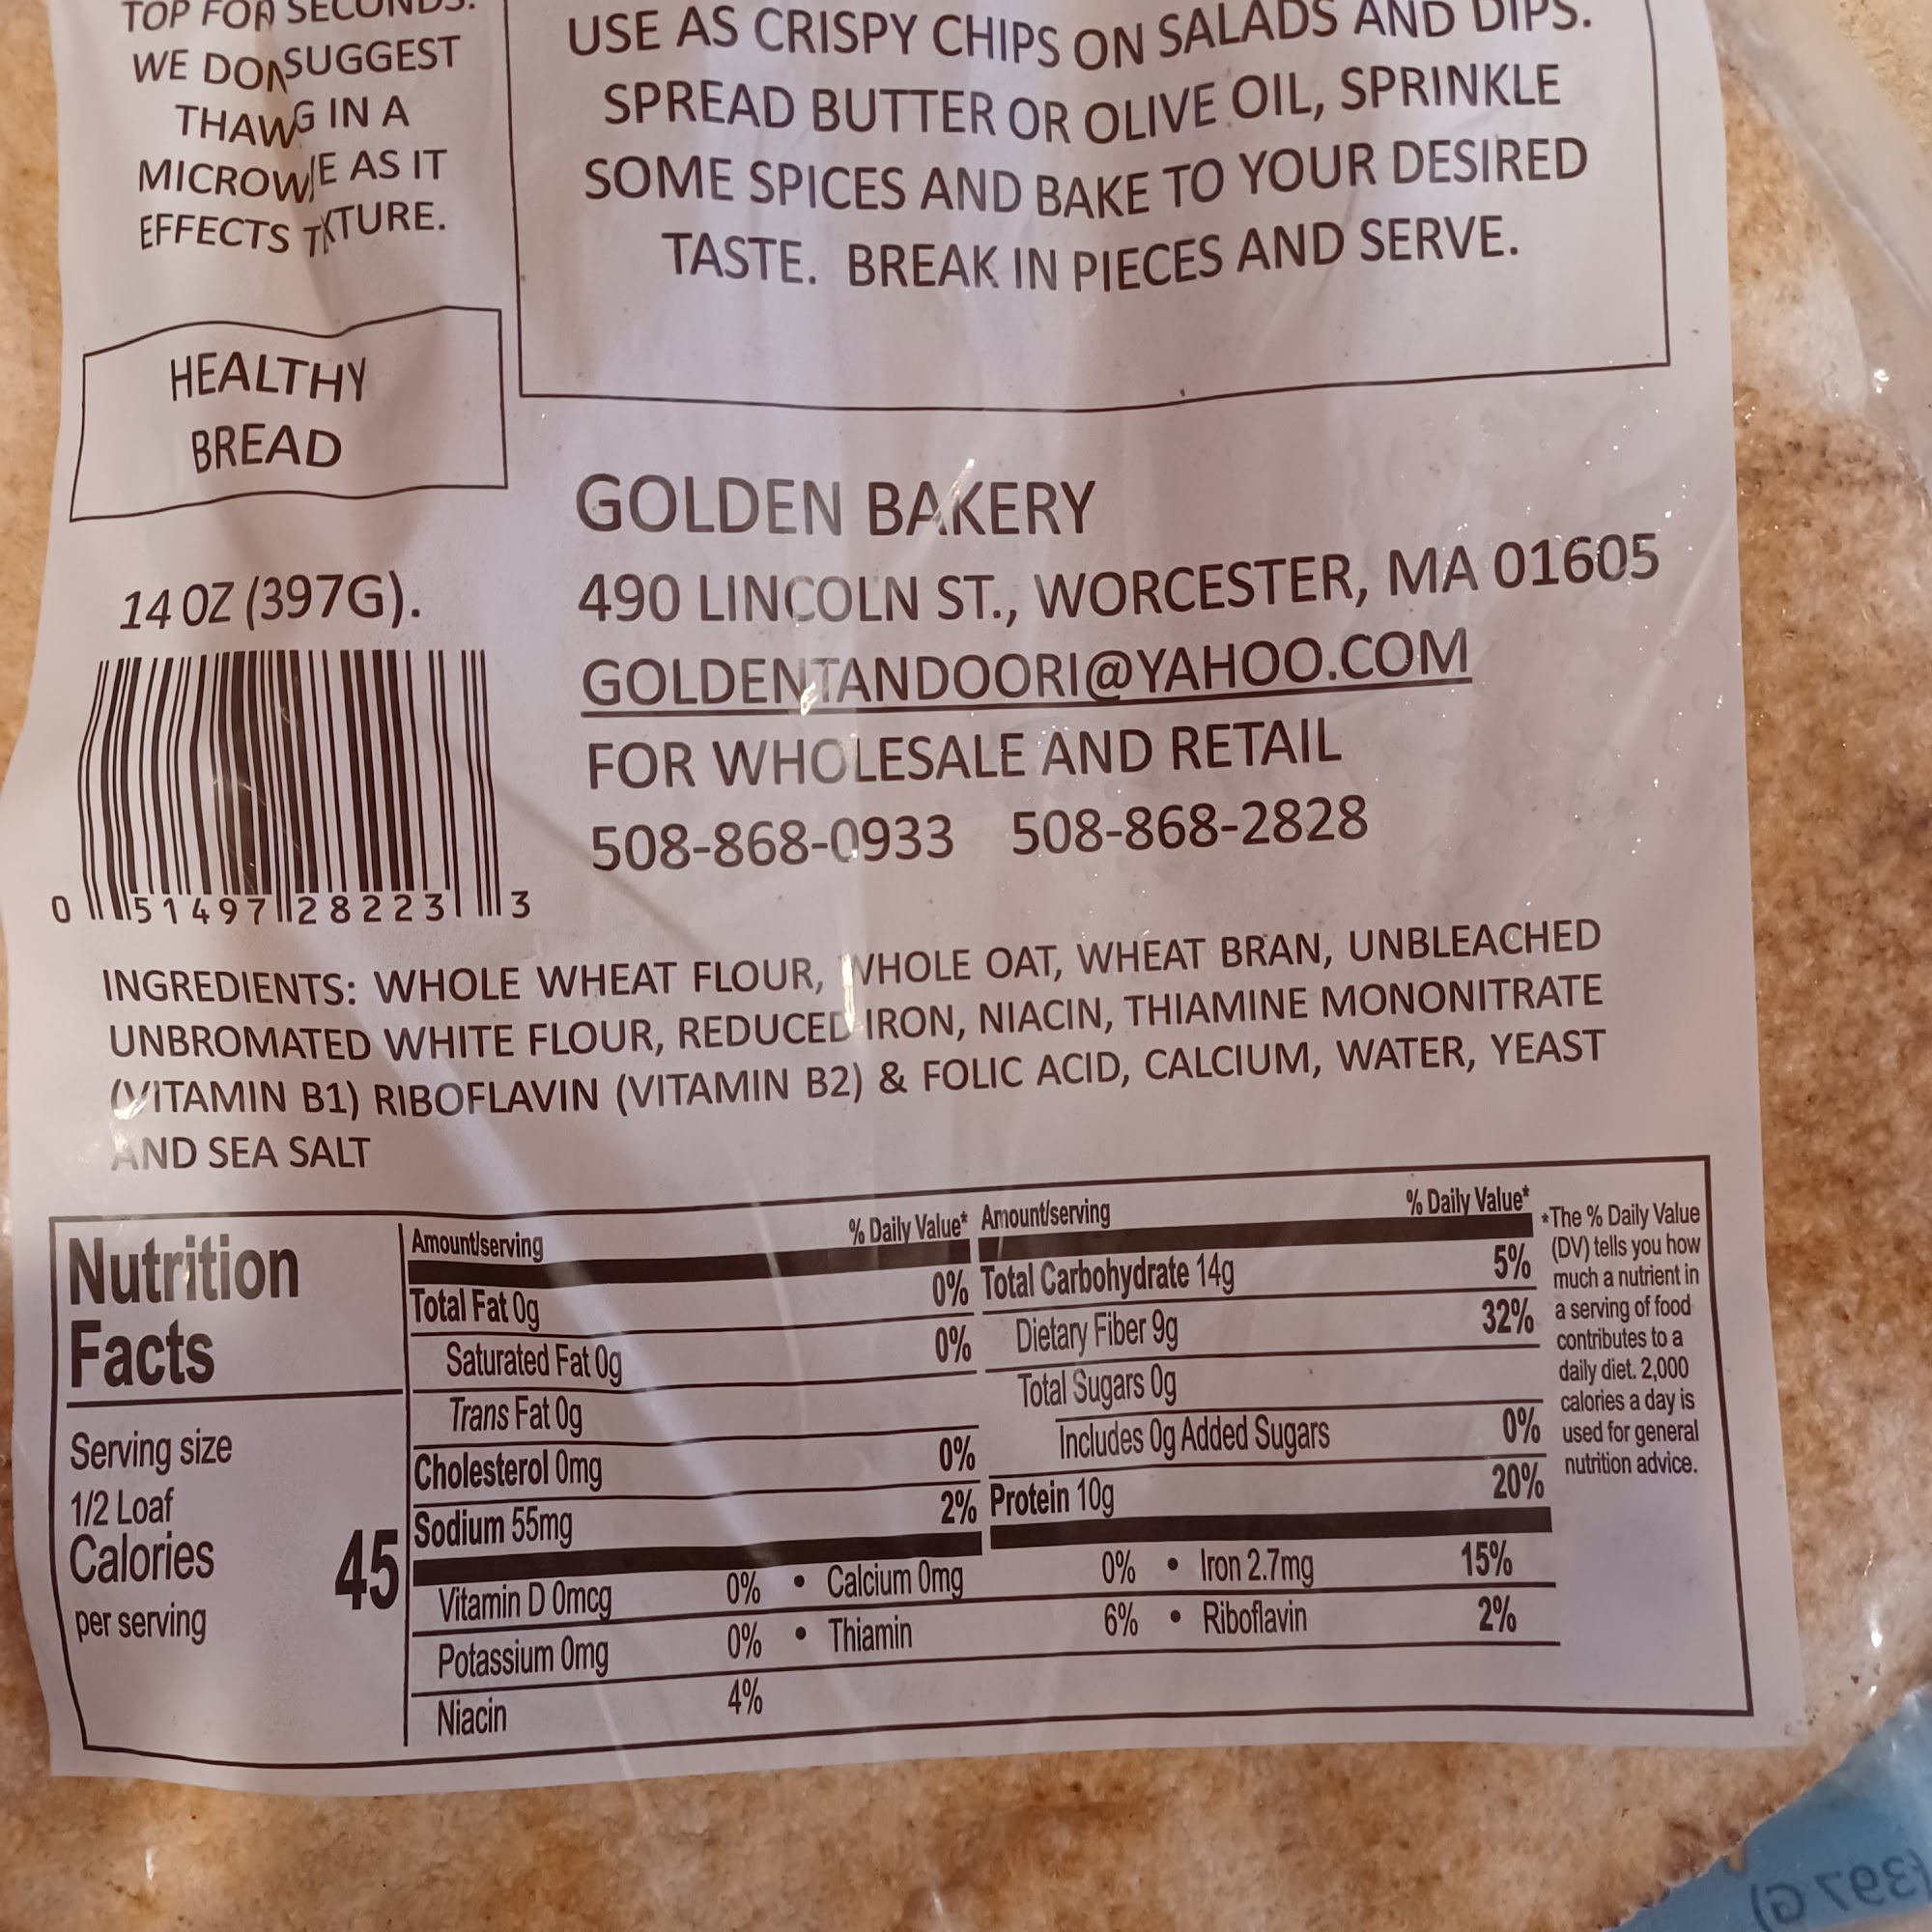 TOP FOR SECONDS.
WE DON SUGGEST
THAW G IN A
MICROW E AS IT
EFFECTS T XTURE.
USE AS CRISPY CHIPS ON SALADS AND DIPS.
SPREAD BUTTER OR OLIVE OIL, SPRINKLE
SOME SPICES AND BAKE TO YOUR DESIRED
TASTE. BREAK IN PIECES AND SERVE.
HEALTHY
BREAD
14 OZ (397G).
0 51497 28223 3
GOLDEN BAKERY
490 LINCOLN ST., WORCESTER, MA 01605
GOLDENTANDOORI@YAHOO.COM
FOR WHOLESALE AND RETAIL
508-868-0933 508-868-2828
INGREDIENTS: WHOLE WHEAT FLOUR, WHOLE OAT, WHEAT BRAN, UNBLEACHED
UNBROMATED WHITE FLOUR, REDUCED IRON, NIACIN, THIAMINE MONONITRATE
(VITAMIN B1) RIBOFLAVIN (VITAMIN B2) & FOLIC ACID, CALCIUM, WATER, YEAST
AND SEA SALT
Nutrition
Facts
Serving size
1/2 Loaf
Calories 45
per serving
Amount/serving % Daily Value*
Total Fat 0g 0%
Saturated Fat 0g 0%
Trans Fat 0g
Cholesterol 0mg 0%
Sodium 55mg 2%
Amount/serving % Daily Value*
Total Carbohydrate 14g 5%
Dietary Fiber 9g 32%
Total Sugars 0g
Includes 0g Added Sugars 0%
Protein 10g 20%
Vitamin D 0mcg 0% • Calcium 0mg 0% • Iron 2.7mg 15%
Potassium 0mg 0% • Thiamin 6% • Riboflavin 2%
Niacin 4%
*The % Daily Value
(DV) tells you how
much a nutrient in
a serving of food
contributes to a
daily diet. 2,000
calories a day is
used for general
nutrition advice.
(397 G)